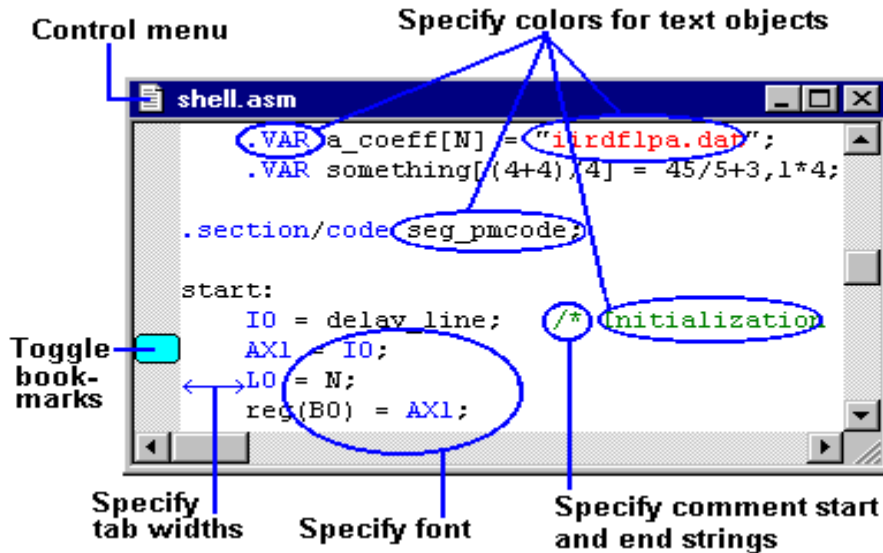 Specify colors for text objects
Control menu
shell.asm
.VAR a_coeff[N] = "iirdflpa.dat";
.VAR something[(4+4)/4] = 45/5+3,1*4;
.section/code seg_pmcode;
start:
I0 = delay_line; /* Initialization
AX1 = I0;
L0 = N;
reg(B0) = AX1;
Toggle
book-
marks
Specify
tab widths
Specify font
Specify comment start
and end strings